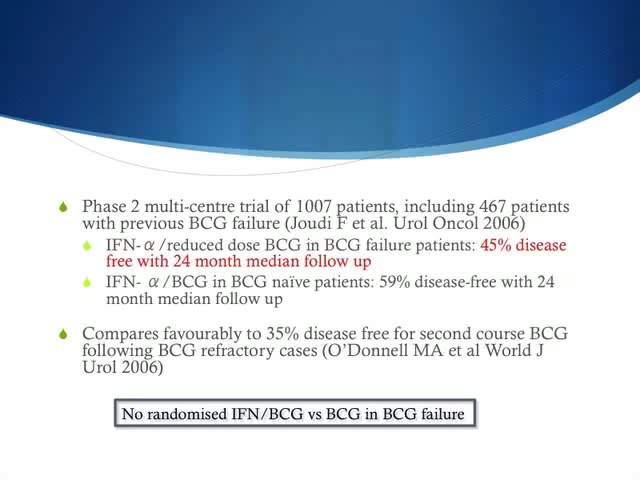 Phase 2 multi-centre trial of 1007 patients, including 467 patients
with previous BCG failure (Joudi F et al. Urol Oncol 2006)
IFN-α/reduced dose BCG in BCG failure patients: 45% disease
free with 24 month median follow up
IFN- α/BCG in BCG naïve patients: 59% disease-free with 24
month median follow up
Compares favourably to 35% disease free for second course BCG
following BCG refractory cases (O’Donnell MA et al World J
Urol 2006)
No randomised IFN/BCG vs BCG in BCG failure